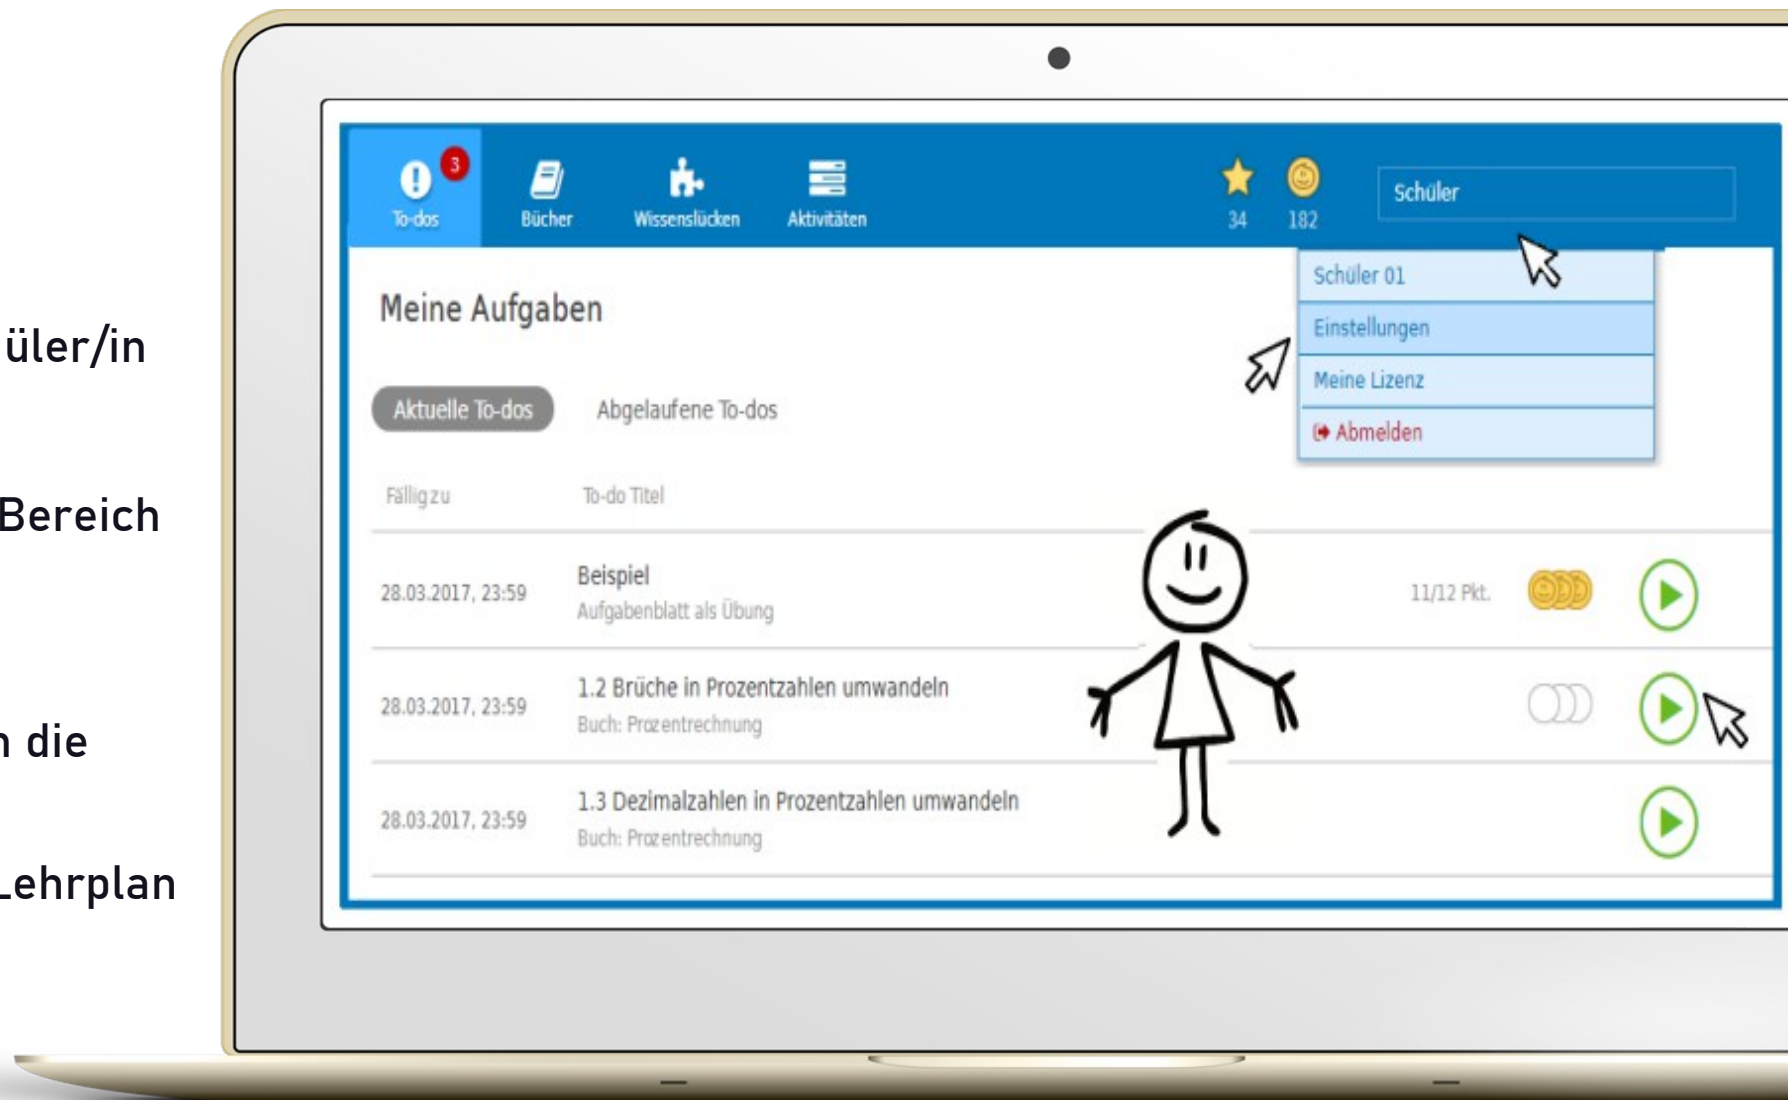 üler/in
Bereich
n die
Lehrplan
3
To-dos
Bücher
Wissenslücken
Aktivitäten
34
182
Schüler
Schüler 01
Einstellungen
Meine Lizenz
Abmelden
Meine Aufgaben
Aktuelle To-dos
Abgelaufene To-dos
Fällig zu
To-do Titel
28.03.2017, 23:59
Beispiel
Aufgabenblatt als Übung
11/12 Pkt.
28.03.2017, 23:59
1.2 Brüche in Prozentzahlen umwandeln
Buch: Prozentrechnung
28.03.2017, 23:59
1.3 Dezimalzahlen in Prozentzahlen umwandeln
Buch: Prozentrechnung